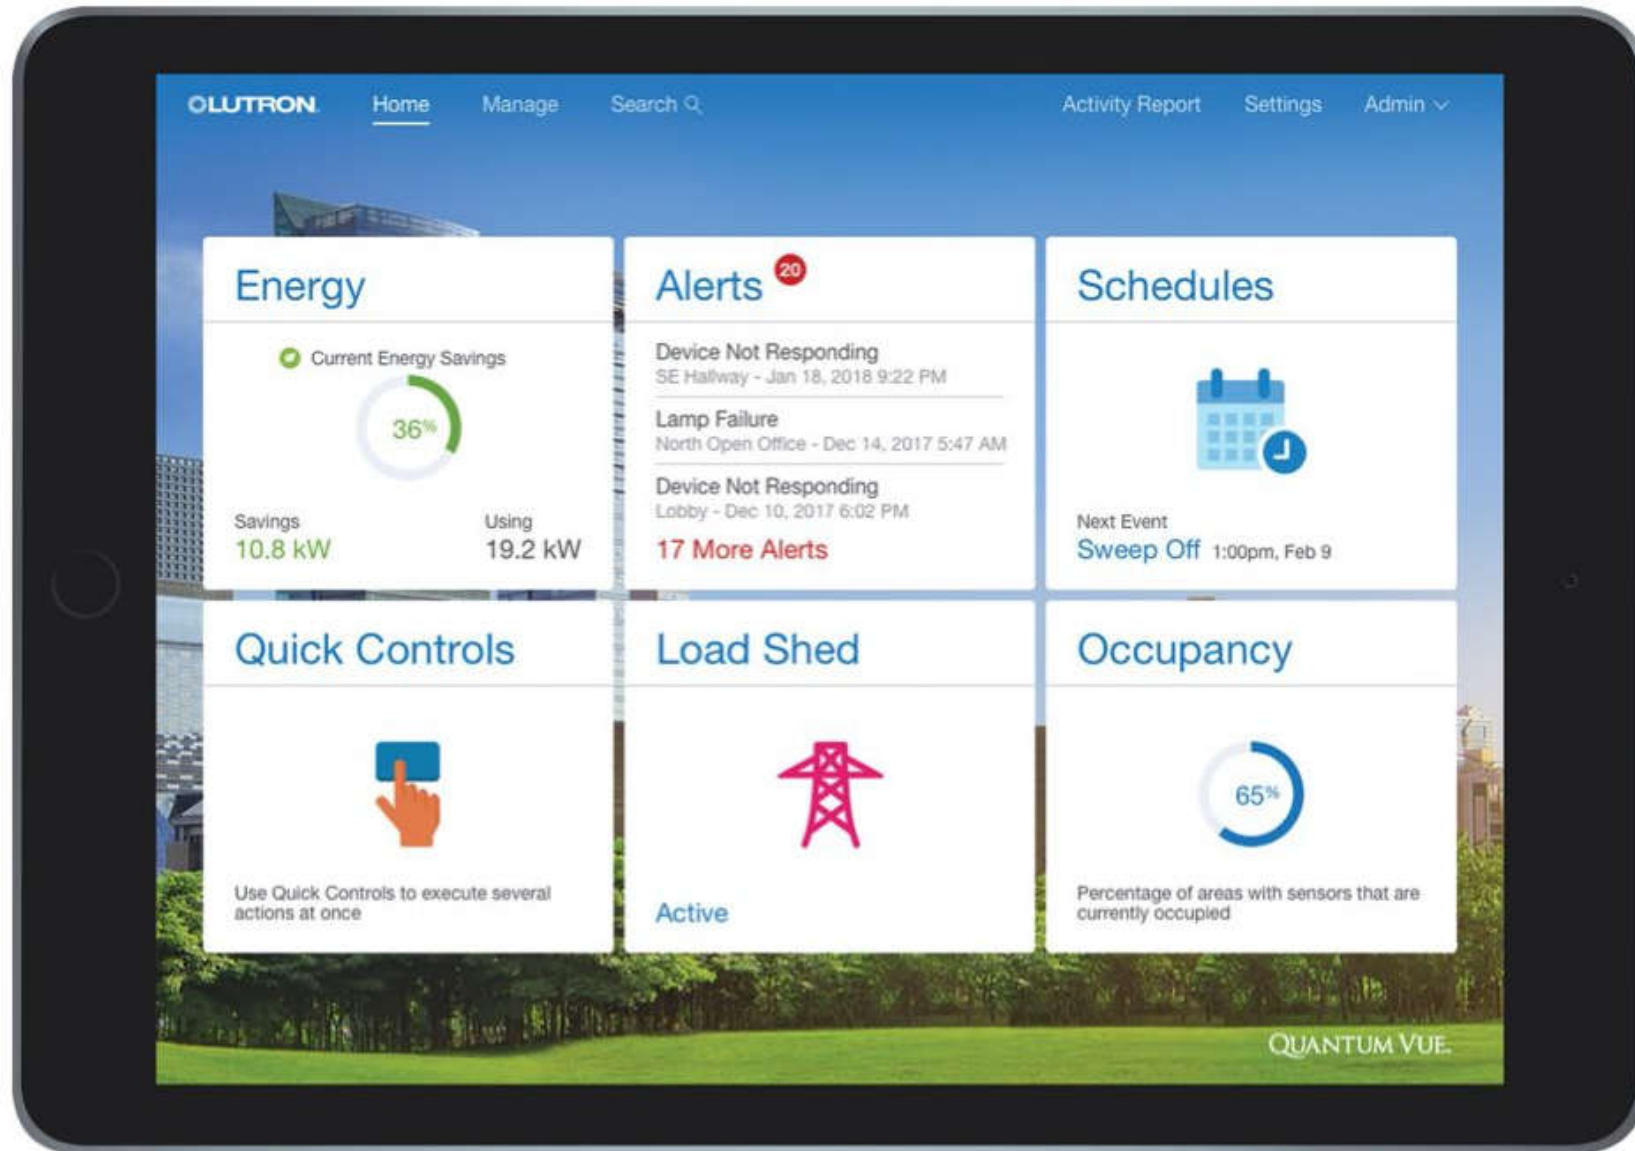 LUTRON
Home
Manage
Search
Activity Report
Settings
Admin
Energy
Current Energy Savings
36%
Savings
10.8 kW
Using
19.2 kW
Alerts 20
Device Not Responding
SE Hallway - Jan 18, 2018 9:22 PM
Lamp Failure
North Open Office - Dec 14, 2017 5:47 AM
Device Not Responding
Lobby - Dec 10, 2017 6:02 PM
17 More Alerts
Schedules
Next Event
Sweep Off 1:00pm, Feb 9
Quick Controls
Use Quick Controls to execute several
actions at once
Load Shed
Active
Occupancy
65%
Percentage of areas with sensors that are
currently occupied
QUANTUM VUE.